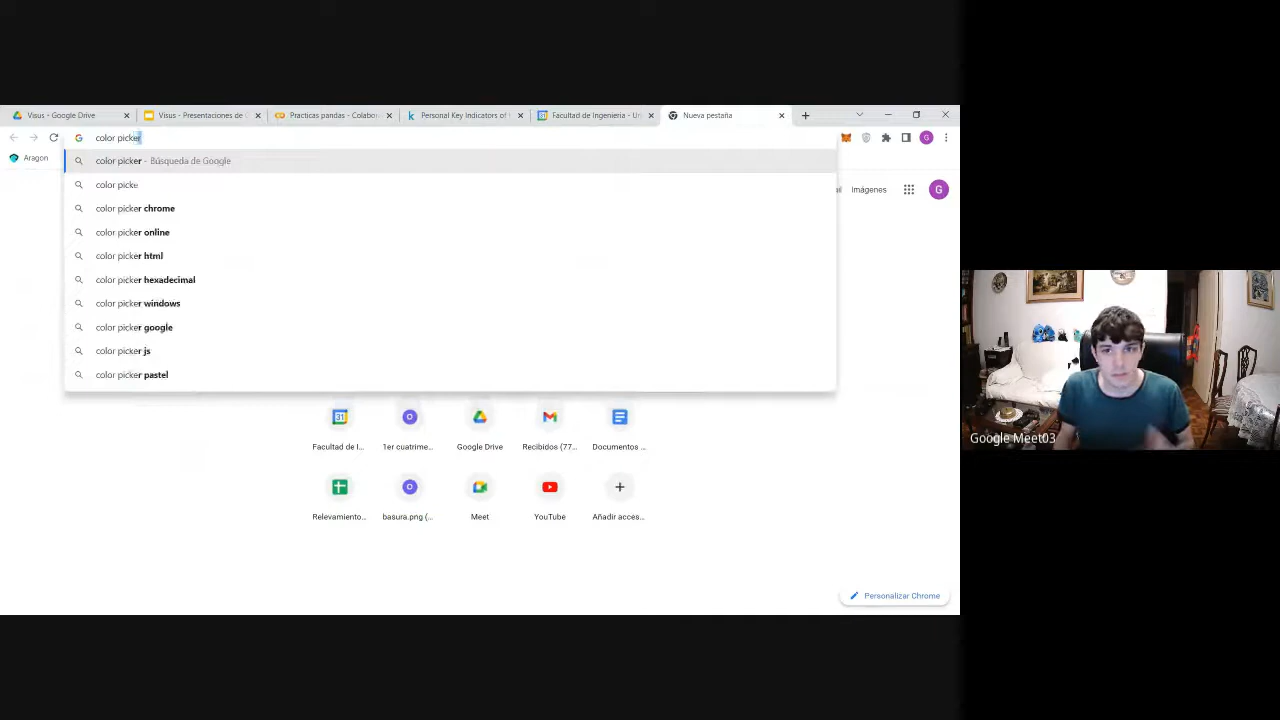 Visus - Google Drive
Visus - Presentaciones de
Practicas pandas - Colabo
Personal Key Indicators of
Facultad de Ingenieria - Un
Nueva pestaña
color picker
Aragon
color picker - Búsqueda de Google
color picke
color picker chrome
color picker online
color picker html
color picker hexadecimal
color picker windows
color picker google
color picker js
color picker pastel
Imágenes
G
G
Facultad de I...
1er cuatrime...
Google Drive
Recibidos (77...
Documentos ...
Relevamiento...
basura.png (...
Meet
YouTube
Añadir acces...
Personalizar Chrome
Google Meet03